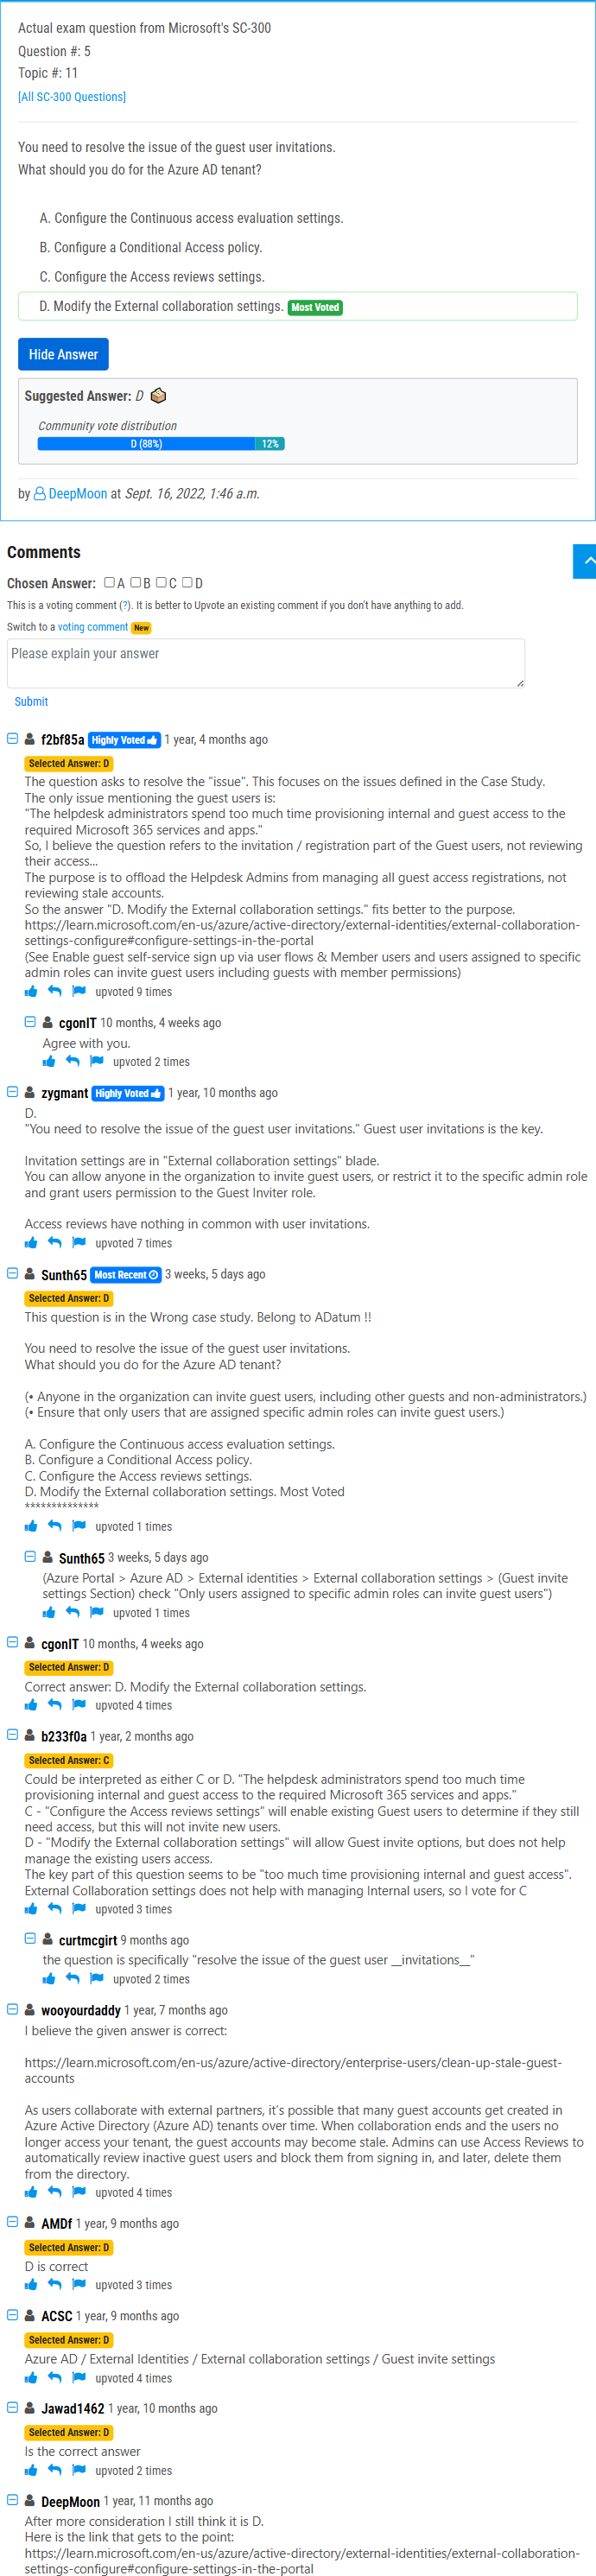 Actual exam question from Microsoft's SC-300
Question #: 5
Topic #: 11
[All SC-300 Questions]
You need to resolve the issue of the guest user invitations.
What should you do for the Azure AD tenant?
A. Configure the Continuous access evaluation settings.
B. Configure a Conditional Access policy.
C. Configure the Access reviews settings.
D. Modify the External collaboration settings. Most Voted
Hide Answer
Suggested Answer: D
Community vote distribution
D (88%) 12%
by DeepMoon at Sept. 16, 2022, 1:46 a.m.
Comments
Chosen Answer: A B C D
This is a voting comment (?). It is better to Upvote an existing comment if you don't have anything to add.
Switch to a voting comment New
Please explain your answer
Submit
f2bf85a Highly Voted 1 year, 4 months ago
Selected Answer: D
The question asks to resolve the "issue". This focuses on the issues defined in the Case Study.
The only issue mentioning the guest users is:
"The helpdesk administrators spend too much time provisioning internal and guest access to the
required Microsoft 365 services and apps."
So, I believe the question refers to the invitation / registration part of the Guest users, not reviewing
their access...
The purpose is to offload the Helpdesk Admins from managing all guest access registrations, not
reviewing stale accounts.
So the answer "D. Modify the External collaboration settings." fits better to the purpose.
https://learn.microsoft.com/en-us/azure/active-directory/external-identities/external-collaboration-
settings-configure#configure-settings-in-the-portal
(See Enable guest self-service sign up via user flows & Member users and users assigned to specific
admin roles can invite guest users including guests with member permissions)
upvoted 9 times
cgonIT 10 months, 4 weeks ago
Agree with you.
upvoted 2 times
zygmant Highly Voted 1 year, 10 months ago
D.
"You need to resolve the issue of the guest user invitations." Guest user invitations is the key.
Invitation settings are in "External collaboration settings" blade.
You can allow anyone in the organization to invite guest users, or restrict it to the specific admin role
and grant users permission to the Guest Inviter role.
Access reviews have nothing in common with user invitations.
upvoted 7 times
Sunth65 Most Recent 3 weeks, 5 days ago
Selected Answer: D
This question is in the Wrong case study. Belong to ADatum !!
You need to resolve the issue of the guest user invitations.
What should you do for the Azure AD tenant?
(• Anyone in the organization can invite guest users, including other guests and non-administrators.)
(• Ensure that only users that are assigned specific admin roles can invite guest users.)
A. Configure the Continuous access evaluation settings.
B. Configure a Conditional Access policy.
C. Configure the Access reviews settings.
D. Modify the External collaboration settings. Most Voted
**************
upvoted 1 times
Sunth65 3 weeks, 5 days ago
(Azure Portal > Azure AD > External identities > External collaboration settings > (Guest invite
settings Section) check "Only users assigned to specific admin roles can invite guest users")
upvoted 1 times
cgonIT 10 months, 4 weeks ago
Selected Answer: D
Correct answer: D. Modify the External collaboration settings.
upvoted 4 times
b233f0a 1 year, 2 months ago
Selected Answer: C
Could be interpreted as either C or D. "The helpdesk administrators spend too much time
provisioning internal and guest access to the required Microsoft 365 services and apps."
C - "Configure the Access reviews settings" will enable existing Guest users to determine if they still
need access, but this will not invite new users.
D - "Modify the External collaboration settings" will allow Guest invite options, but does not help
manage the existing users access.
The key part of this question seems to be "too much time provisioning internal and guest access".
External Collaboration settings does not help with managing Internal users, so I vote for C
upvoted 3 times
curtmcgirt 9 months ago
the question is specifically "resolve the issue of the guest user __invitations__"
upvoted 2 times
wooyourdaddy 1 year, 7 months ago
I believe the given answer is correct:
https://learn.microsoft.com/en-us/azure/active-directory/enterprise-users/clean-up-stale-guest-
accounts
As users collaborate with external partners, it's possible that many guest accounts get created in
Azure Active Directory (Azure AD) tenants over time. When collaboration ends and the users no
longer access your tenant, the guest accounts may become stale. Admins can use Access Reviews to
automatically review inactive guest users and block them from signing in, and later, delete them
from the directory.
upvoted 4 times
AMDf 1 year, 9 months ago
Selected Answer: D
D is correct
upvoted 3 times
ACSC 1 year, 9 months ago
Selected Answer: D
Azure AD / External Identities / External collaboration settings / Guest invite settings
upvoted 4 times
Jawad1462 1 year, 10 months ago
Selected Answer: D
Is the correct answer
upvoted 2 times
DeepMoon 1 year, 11 months ago
After more consideration I still think it is D.
Here is the link that gets to the point:
https://learn.microsoft.com/en-us/azure/active-directory/external-identities/external-collaboration-
settings-configure#configure-settings-in-the-portal